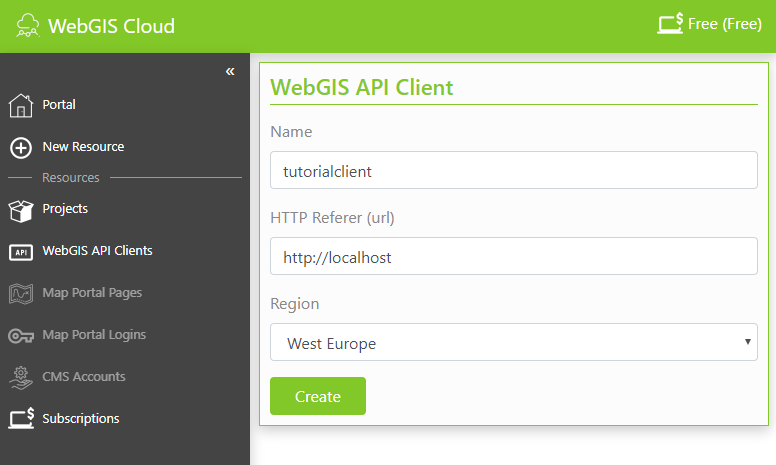 WebGIS Cloud
$ Free (Free)
«
Portal
New Resource
Resources
Projects
API WebGIS API Clients
Map Portal Pages
Map Portal Logins
CMS Accounts
$ Subscriptions
WebGIS API Client
Name
tutorialclient
HTTP Referer (url)
http://localhost
Region
West Europe
Create